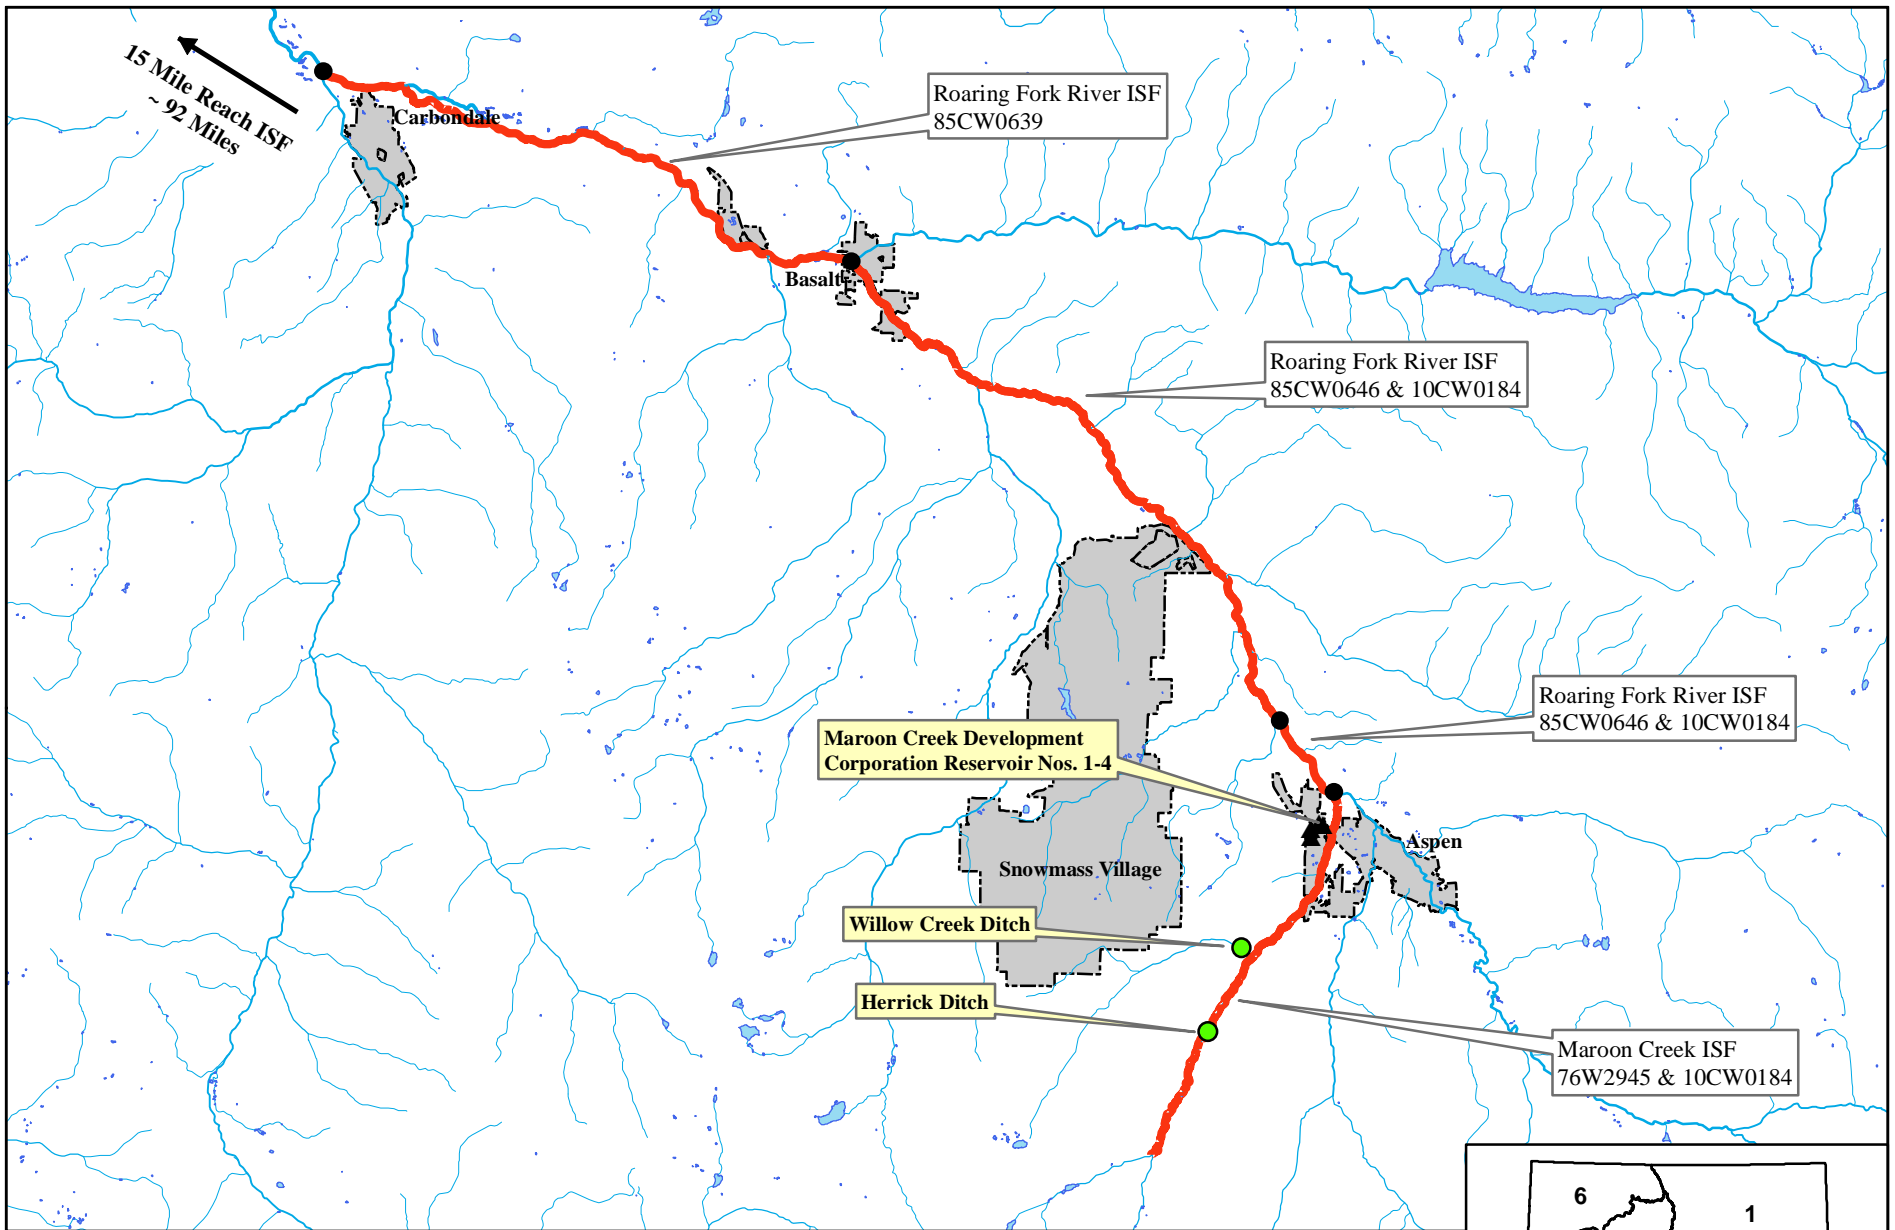 15 Mile Reach ISF
~ 92 Miles
Carbondale
Roaring Fork River ISF
85CW0639
Basalt
Roaring Fork River ISF
85CW0646 & 10CW0184
Roaring Fork River ISF
85CW0646 & 10CW0184
Maroon Creek Development
Corporation Reservoir Nos. 1-4
Aspen
Snowmass Village
Willow Creek Ditch
Herrick Ditch
Maroon Creek ISF
76W2945 & 10CW0184
6
1